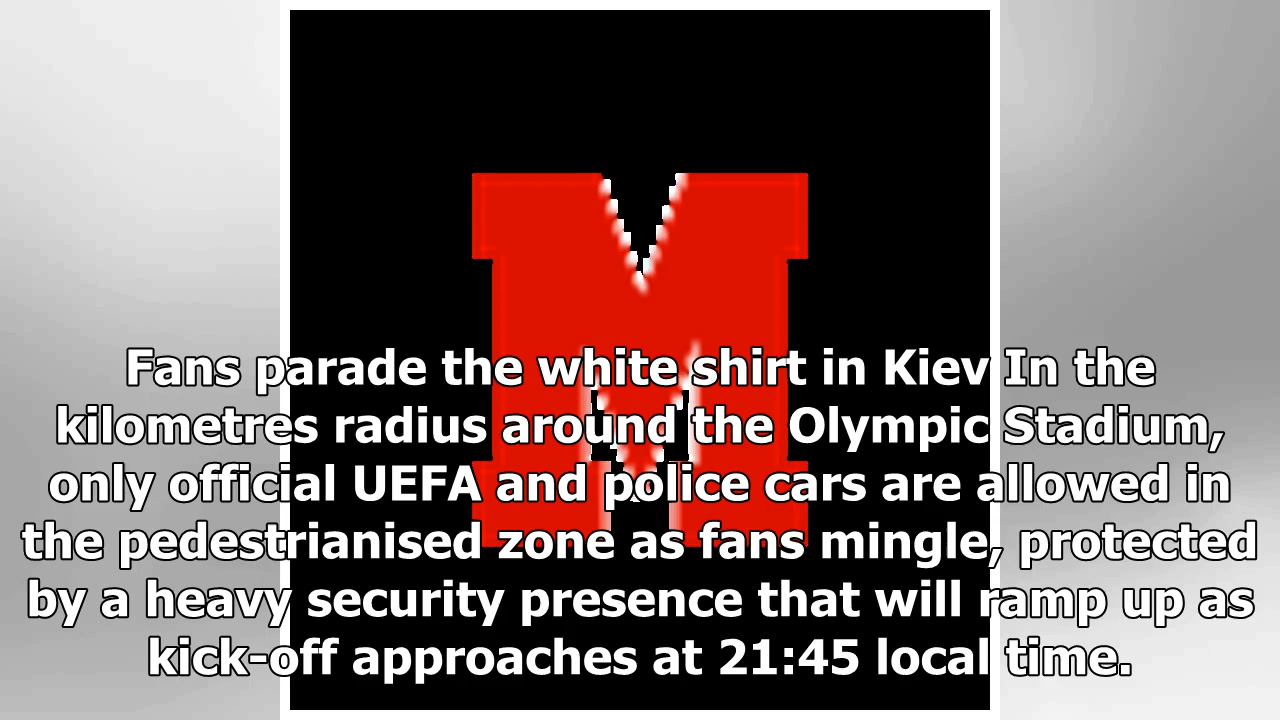 M
Fans parade the white shirt in Kiev In the
kilometres radius around the Olympic Stadium,
only official UEFA and police cars are allowed in
the pedestrianised zone as fans mingle, protected
by a heavy security presence that will ramp up as
kick-off approaches at 21:45 local time.